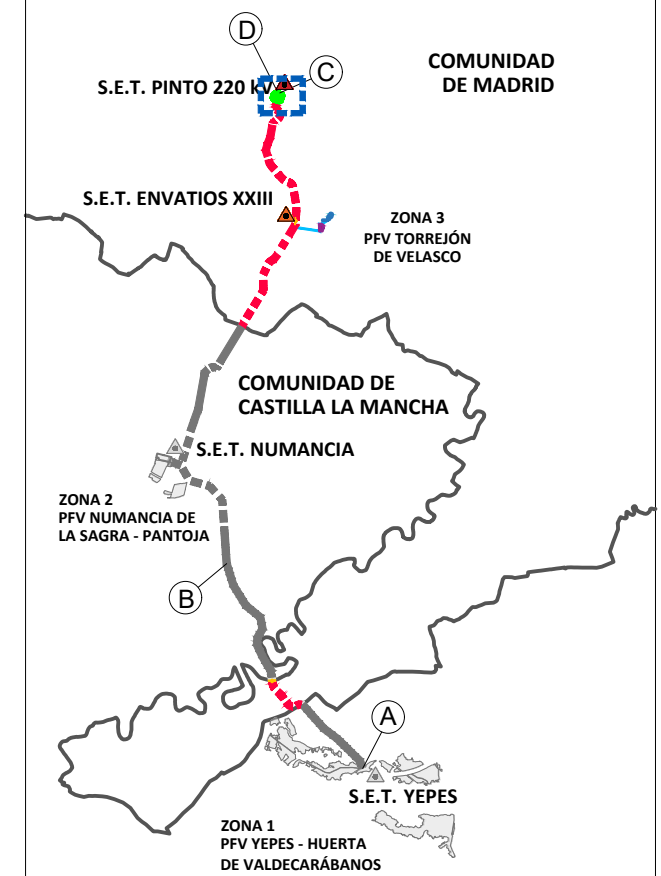 D
C
COMUNIDAD
DE MADRID
S.E.T. PINTO 220 kV
S.E.T. ENVATIOS XXIII
ZONA 3
PFV TORREJÓN
DE VELASCO
COMUNIDAD DE
CASTILLA LA MANCHA
S.E.T. NUMANCIA
ZONA 2
PFV NUMANCIA DE
LA SAGRA - PANTOJA
B
A
S.E.T. YEPES
ZONA 1
PFV YEPES - HUERTA
DE VALDECARÁBANOS